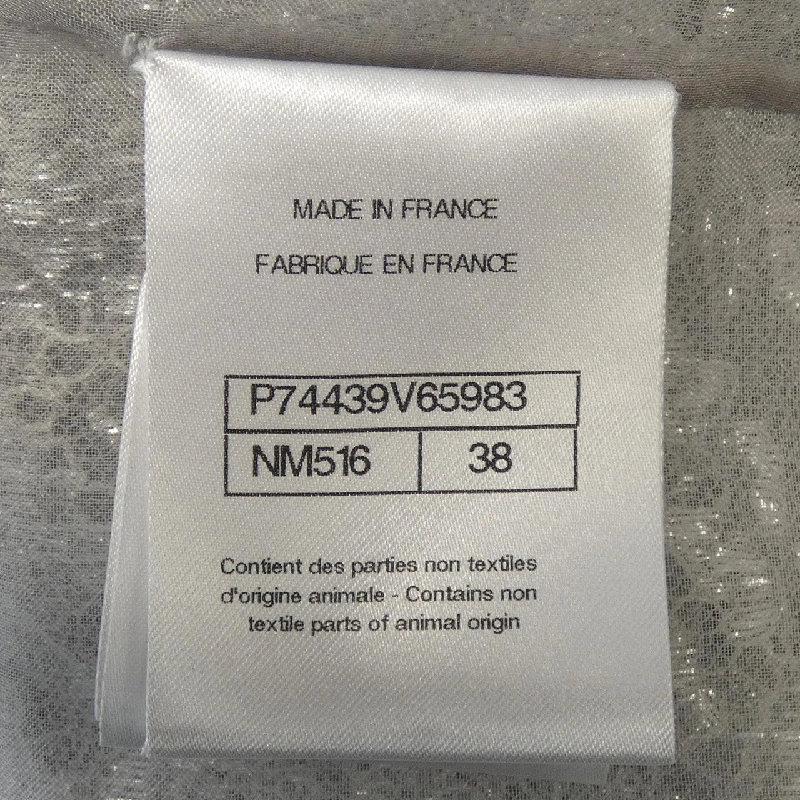 MADE IN FRANCE
FABRIQUE EN FRANCE
P74439V65983
NM516 38
Contient des parties non textiles
d'origine animale - Contains non
textile parts of animal origin